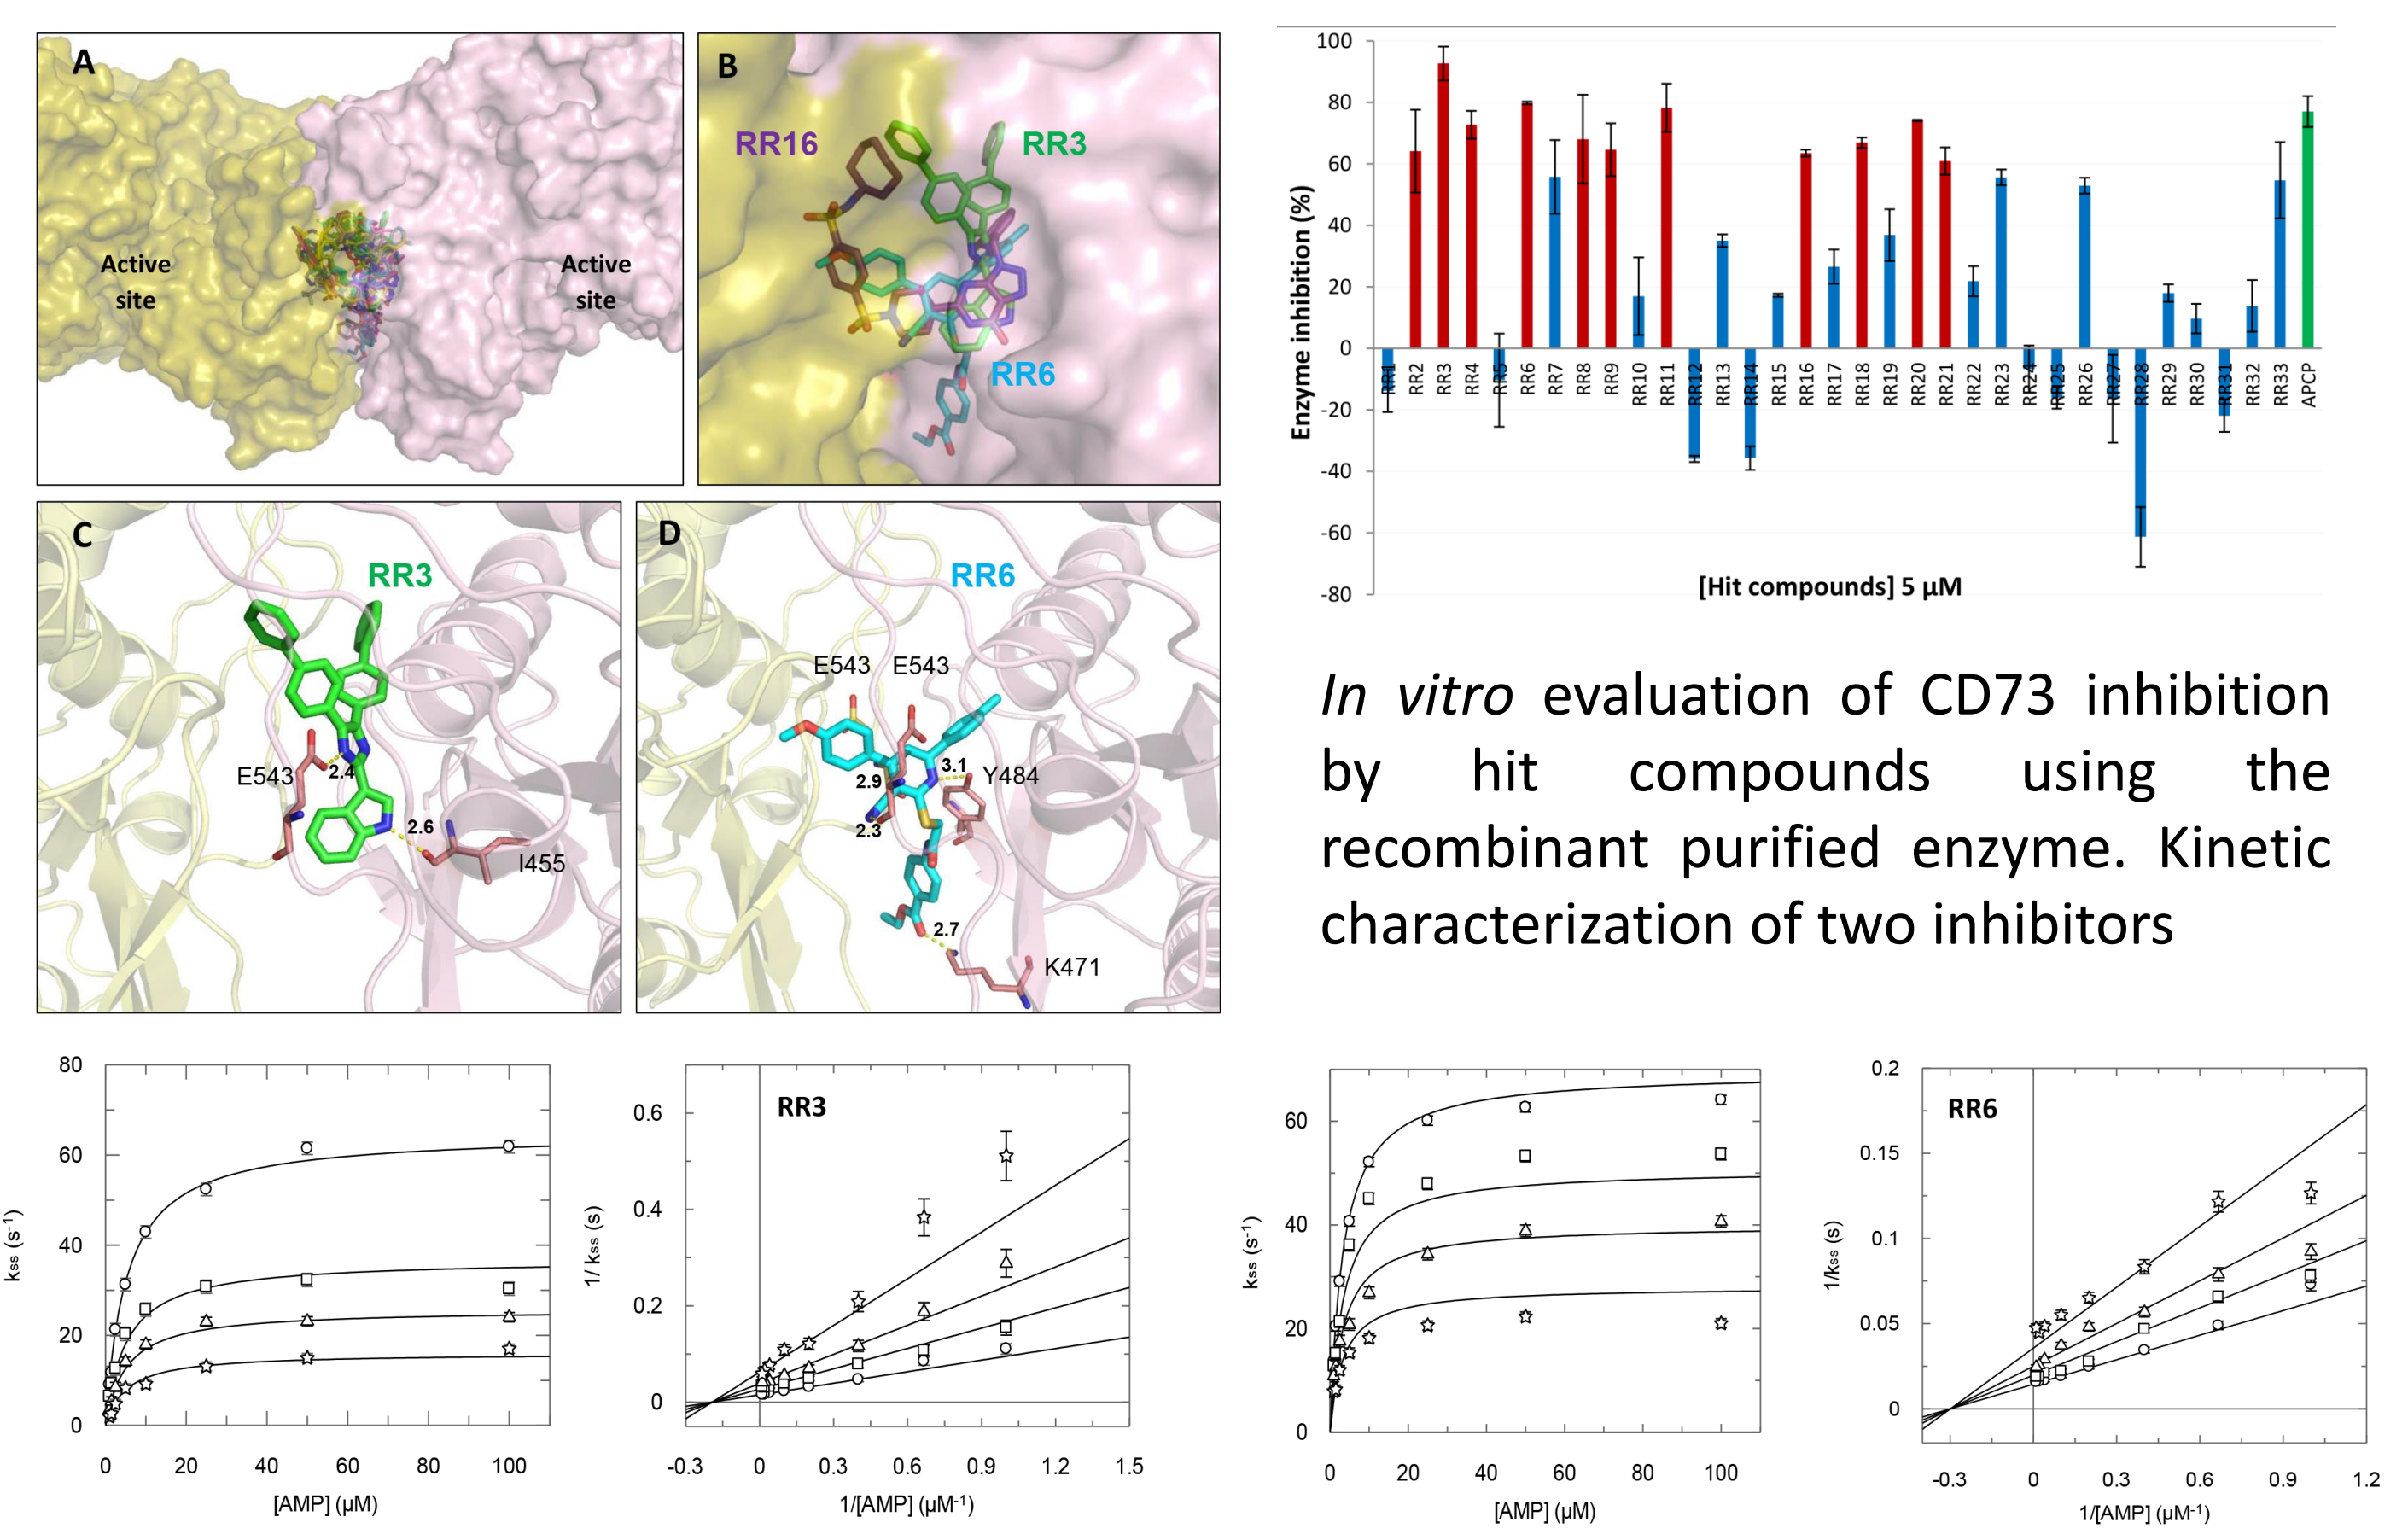 A
Active
site
Active
site
B
RR16
RR3
RR6
C
RR3
E543
2.4
2.6
I455
D
RR6
E543
E543
2.9
3.1
Y484
2.3
2.7
K471
Enzyme inhibition (%)
100
80
60
40
20
0
-20
-40
-60
-80
RR1
RR2
RR3
RR4
RR5
RR6
RR7
RR8
RR9
RR10
RR11
RR12
RR13
RR14
RR15
RR16
RR17
RR18
RR19
RR20
RR21
RR22
RR23
RR24
RR25
RR26
RR27
RR28
RR29
RR30
RR31
RR32
RR33
APCP
[Hit compounds] 5 µM
In vitro evaluation of CD73 inhibition
by hit compounds using the
recombinant purified enzyme. Kinetic
characterization of two inhibitors
kss (s-1)
80
60
40
20
0
0 20 40 60 80 100
[AMP] (µM)
1/ kss (s)
RR3
0.6
0.4
0.2
0
-0.3 0 0.3 0.6 0.9 1.2 1.5
1/[AMP] (µM-1)
kss (s-1)
60
40
20
0
0 20 40 60 80 100
[AMP] (µM)
1/kss (s)
RR6
0.2
0.15
0.1
0.05
0
-0.3 0 0.3 0.6 0.9 1.2
1/[AMP] (µM-1)